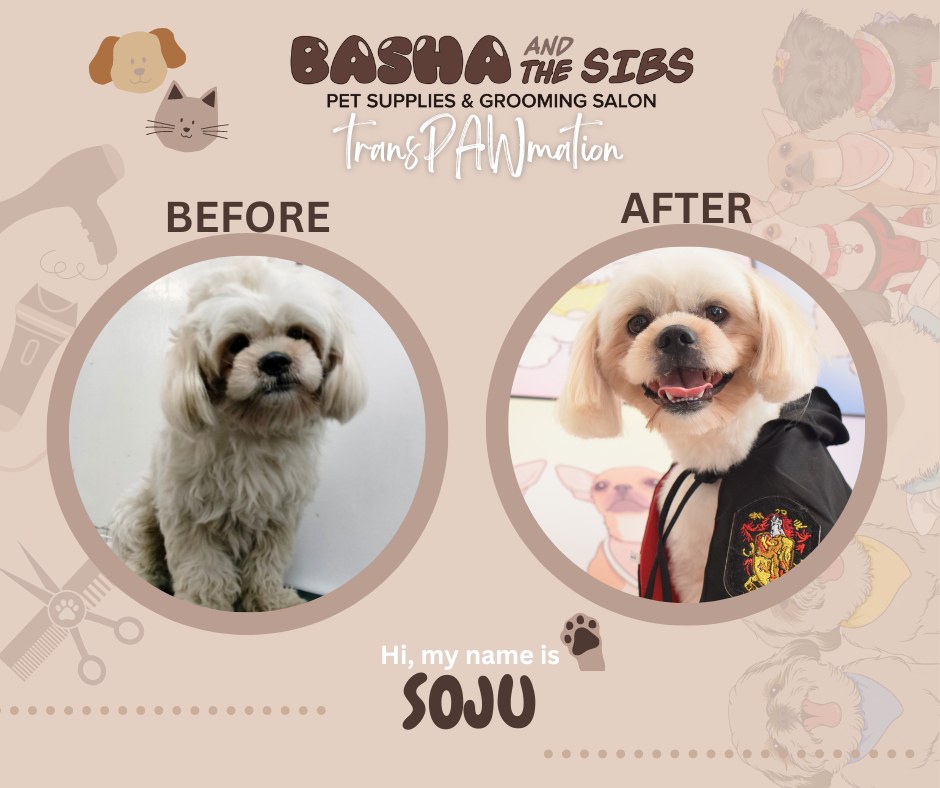 BASHA AND THE SIBS
PET SUPPLIES & GROOMING SALON
TransPAWmation
BEFORE
AFTER
Hi, my name is
SOJU